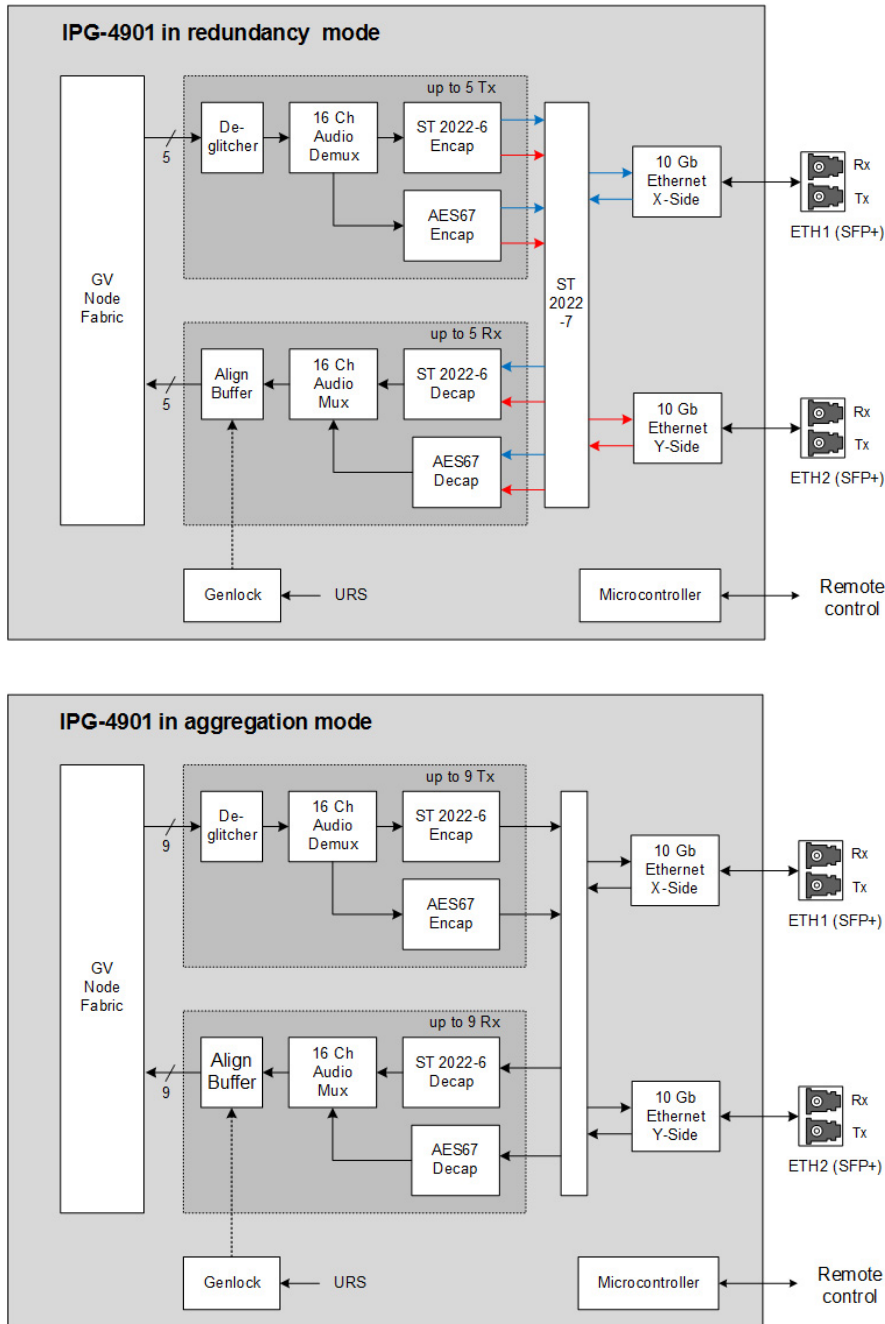 IPG-4901 in redundancy mode
up to 5 Tx
De-
glitcher
16 Ch
Audio
Demux
ST 2022-6
Encap
AES67
Encap
5
GV
Node
Fabric
ST
2022
-7
10 Gb
Ethernet
X-Side
Rx
Tx
ETH1 (SFP+)
up to 5 Rx
Align
Buffer
16 Ch
Audio
Mux
ST 2022-6
Decap
AES67
Decap
5
10 Gb
Ethernet
Y-Side
Rx
Tx
ETH2 (SFP+)
Genlock
URS
Microcontroller
Remote
control
IPG-4901 in aggregation mode
up to 9 Tx
De-
glitcher
16 Ch
Audio
Demux
ST 2022-6
Encap
AES67
Encap
9
GV
Node
Fabric
10 Gb
Ethernet
X-Side
Rx
Tx
ETH1 (SFP+)
up to 9 Rx
Align
Buffer
16 Ch
Audio
Mux
ST 2022-6
Decap
AES67
Decap
9
10 Gb
Ethernet
Y-Side
Rx
Tx
ETH2 (SFP+)
Genlock
URS
Microcontroller
Remote
control